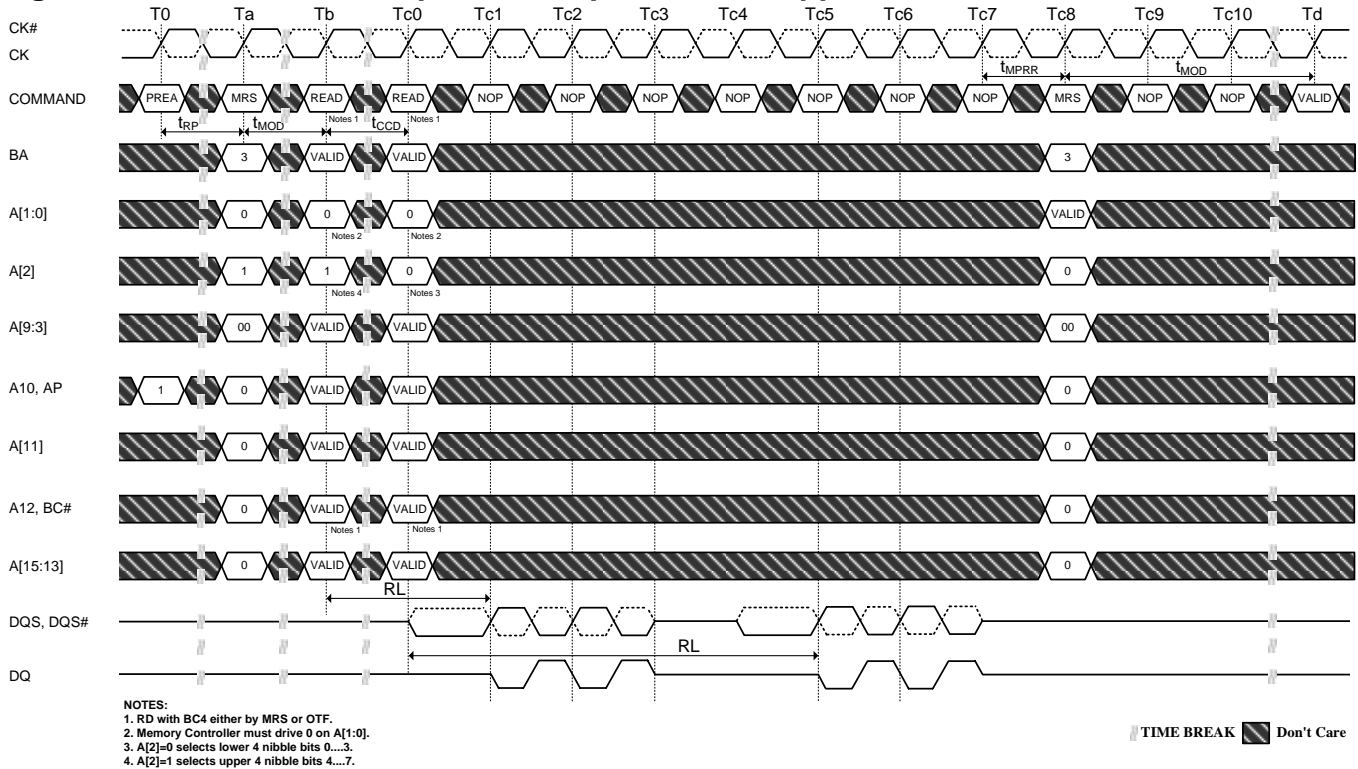 T0 Ta Tb Tc0 Tc1 Tc2 Tc3 Tc4 Tc5 Tc6 Tc7 Tc8 Tc9 Tc10 Td
CK#
CK
tMPRR tMOD
COMMAND PREA MRS READ READ NOP NOP NOP NOP NOP NOP NOP MRS NOP NOP VALID
Notes 1 Notes 1
tRP tMOD tCCD
BA 3 VALID VALID 3
A[1:0] 0 0 0 VALID
Notes 2 Notes 2
A[2] 1 1 0 0
Notes 4 Notes 3
A[9:3] 00 VALID VALID 00
A10, AP 1 0 VALID VALID 0
A[11] 0 VALID VALID 0
A12, BC# 0 VALID VALID 0
Notes 1 Notes 1
A[15:13] 0 VALID VALID 0
RL
DQS, DQS#
RL
DQ
NOTES:
1. RD with BC4 either by MRS or OTF.
2. Memory Controller must drive 0 on A[1:0].
3. A[2]=0 selects lower 4 nibble bits 0....3.
4. A[2]=1 selects upper 4 nibble bits 4....7.
TIME BREAK Don't Care